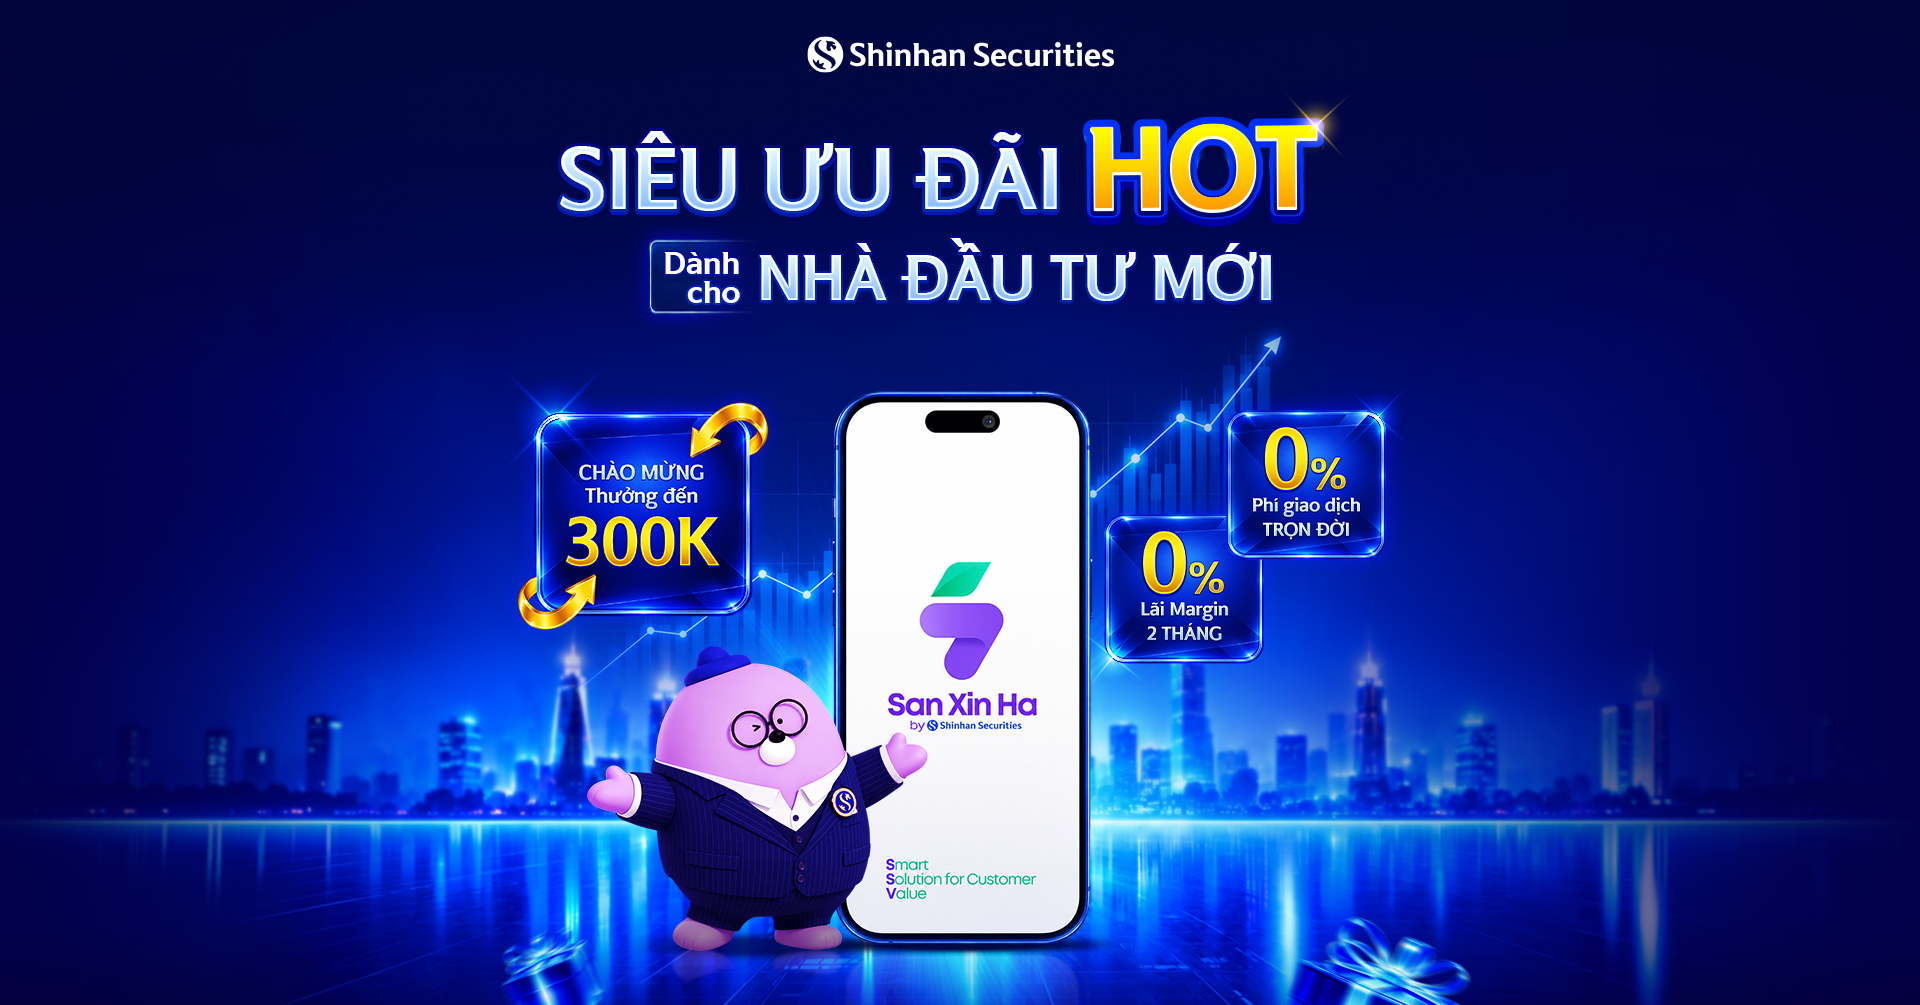 Shinhan Securities
SIÊU ƯU ĐÃI HOT
Dành
cho
NHÀ ĐẦU TƯ MỚI
CHÀO MỪNG
Thưởng đến
300K
0%
Phí giao dịch
TRỌN ĐỜI
0%
Lãi Margin
2 THÁNG
San Xin Ha
by Shinhan Securities
Smart
Solution for Customer
Value